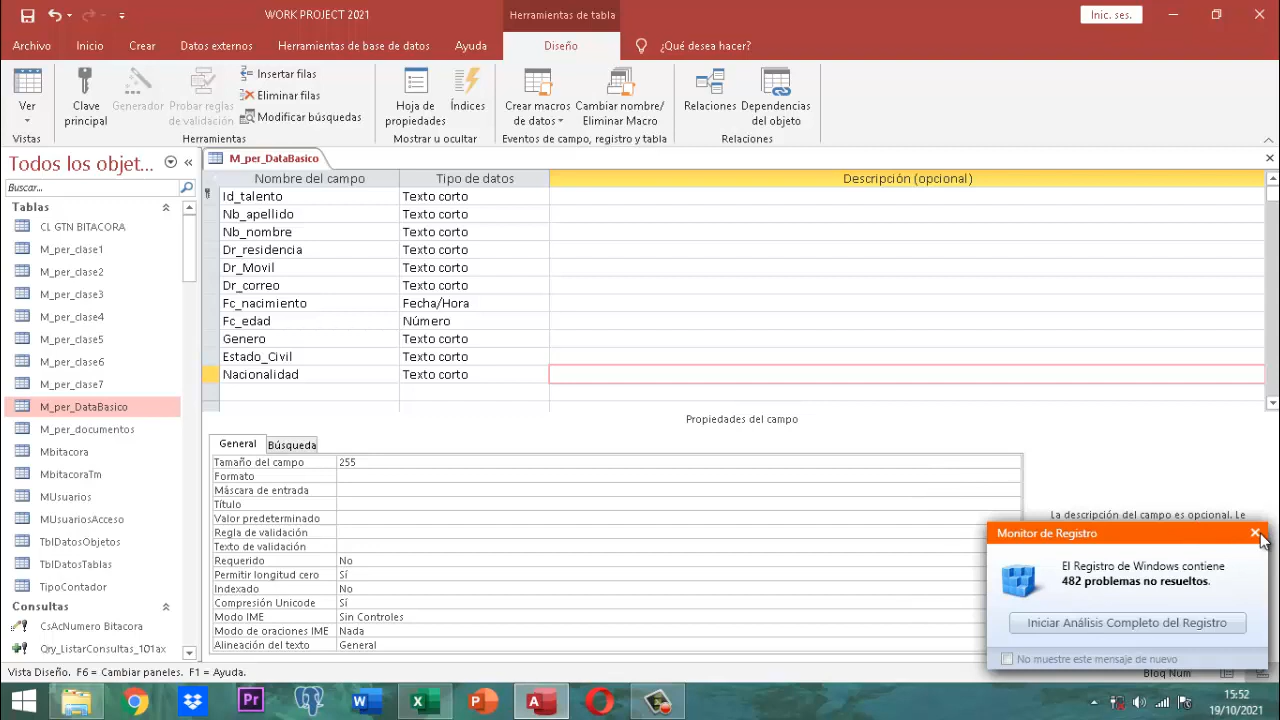 WORK PROJECT 2021
Herramientas de tabla
Inic. ses.
Archivo
Inicio
Crear
Datos externos
Herramientas de base de datos
Ayuda
Diseño
¿Qué desea hacer?
Ver
Clave principal
Generador
Probar reglas de validación
Insertar filas
Eliminar filas
Modificar búsquedas
Hoja de propiedades
Índices
Crear macros de datos
Cambiar nombre/ Eliminar Macro
Relaciones
Dependencias del objeto
Vistas
Herramientas
Mostrar u ocultar
Eventos de campo, registro y tabla
Relaciones
Todos los objet...
Buscar...
Tablas
CL GTN BITACORA
M_per_clase1
M_per_clase2
M_per_clase3
M_per_clase4
M_per_clase5
M_per_clase6
M_per_clase7
M_per_DataBasico
M_per_documentos
Mbitacora
MbitacoraTm
MUsuarios
MUsuariosAcceso
TblDatosObjetos
TblDatosTablas
TipoContador
Consultas
CsAcNumero Bitacora
Qry_ListarConsultas_101ax
M_per_DataBasico
Nombre del campo Tipo de datos Descripción (opcional)
Id_talento Texto corto
Nb_apellido Texto corto
Nb_nombre Texto corto
Dr_residencia Texto corto
Dr_Movil Texto corto
Dr_correo Texto corto
Fc_nacimiento Fecha/Hora
Fc_edad Número
Genero Texto corto
Estado_Civil Texto corto
Nacionalidad Texto corto
Propiedades del campo
General Búsqueda
Tamaño del campo 255
Formato
Máscara de entrada
Título
Valor predeterminado
Regla de validación
Texto de validación
Requerido No
Permitir longitud cero Sí
Indexado No
Compresión Unicode Sí
Modo IME Sin Controles
Modo de oraciones IME Nada
Alineación del texto General
La descripción del campo es opcional. Le
Monitor de Registro
El Registro de Windows contiene
482 problemas no resueltos.
Iniciar Análisis Completo del Registro
No muestre este mensaje de nuevo
Vista Diseño. F6 = Cambiar paneles. F1 = Ayuda.
Bloq Núm
Pr
15:52
19/10/2021